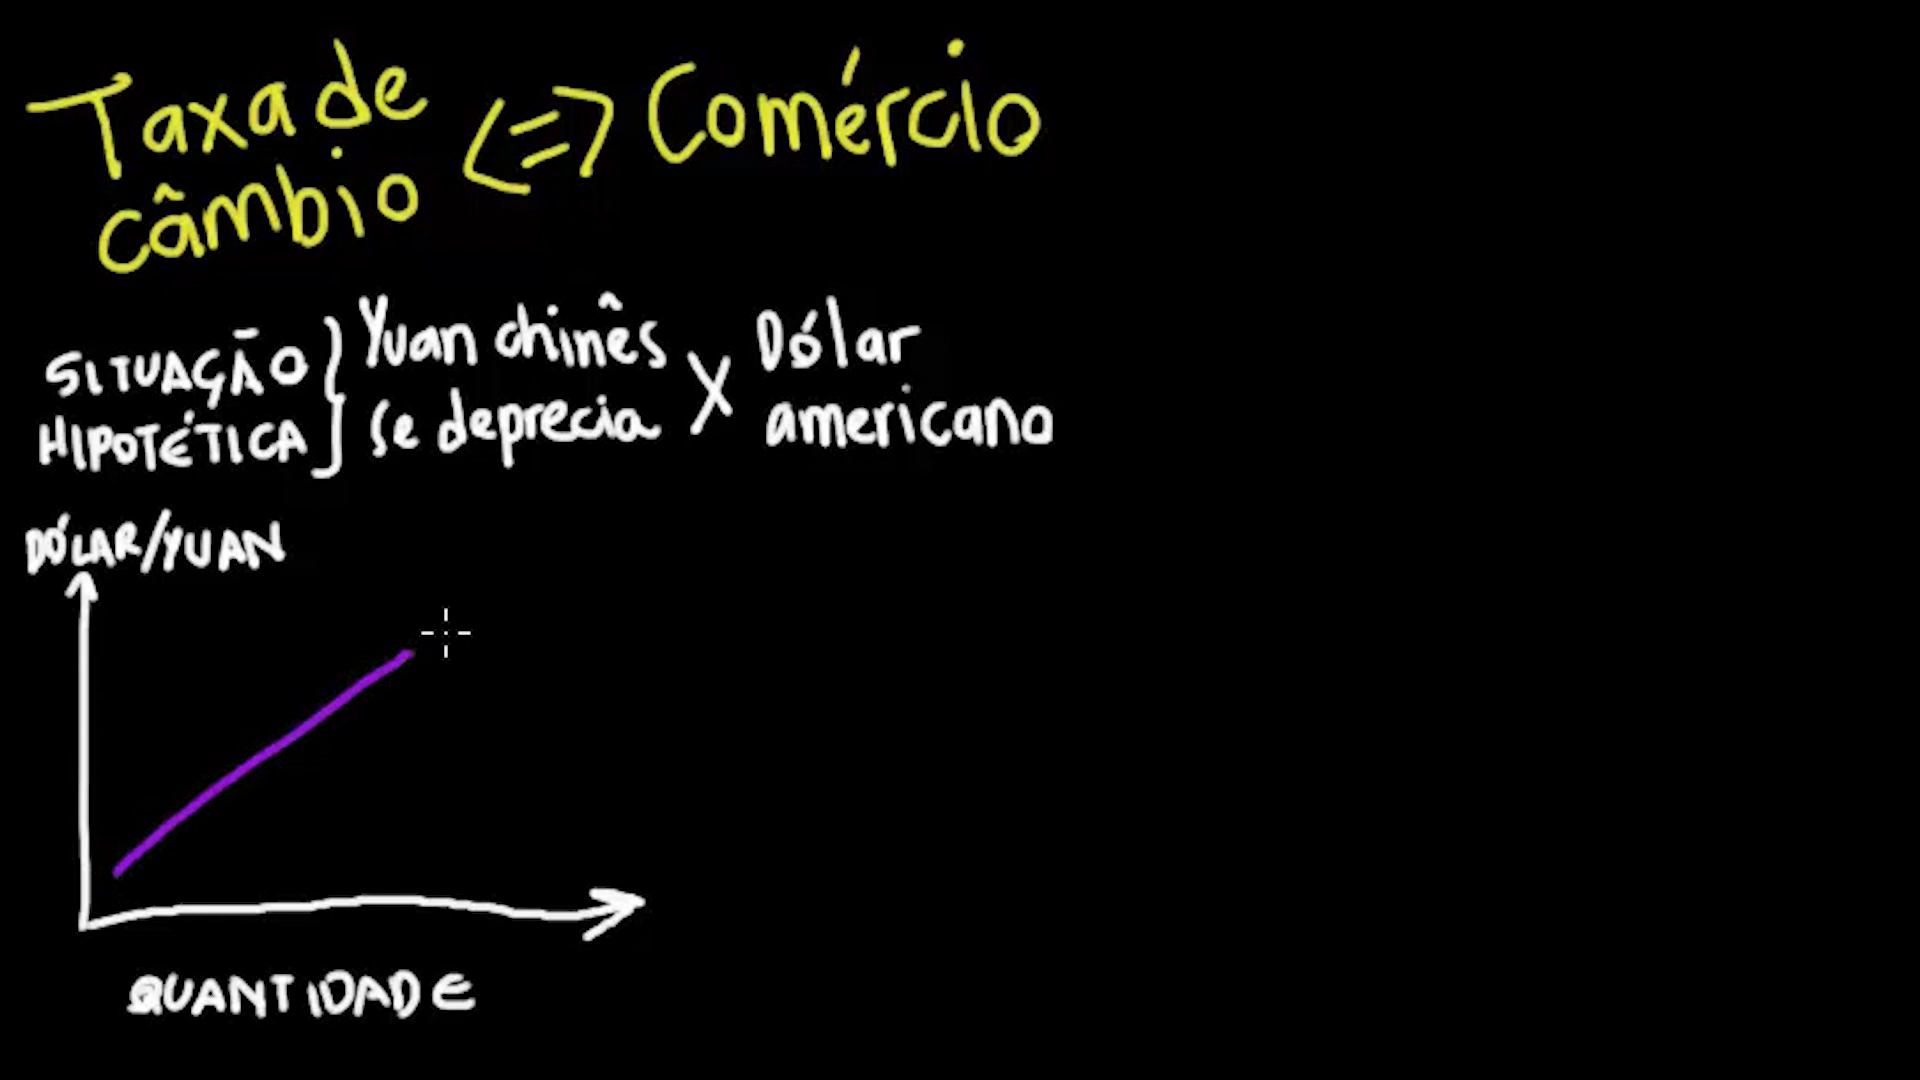 Taxa de <=> Comércio
câmbio
SITUAÇÃO } Yuan chinês X Dólar
HIPOTÉTICA se deprecia americano
DÓLAR/YUAN
QUANTIDADE